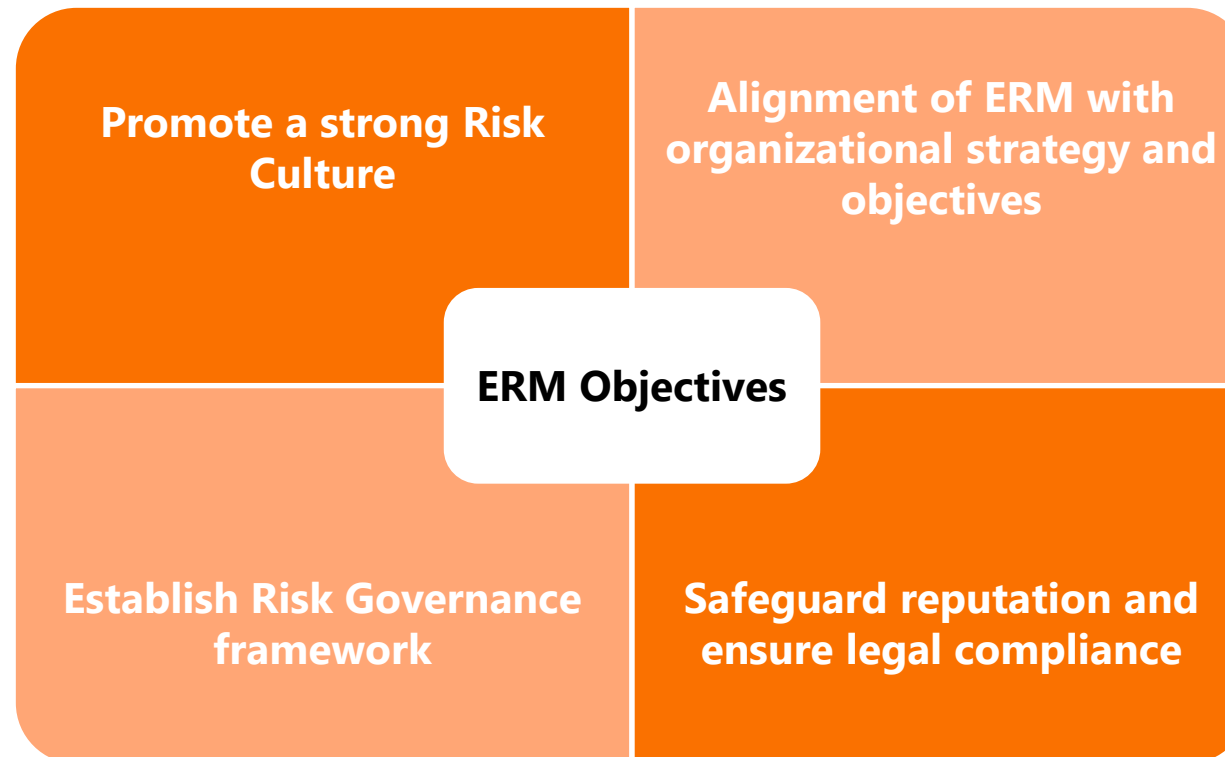 Promote a strong Risk
Culture
Alignment of ERM with
organizational strategy and
objectives
ERM Objectives
Establish Risk Governance
framework
Safeguard reputation and
ensure legal compliance